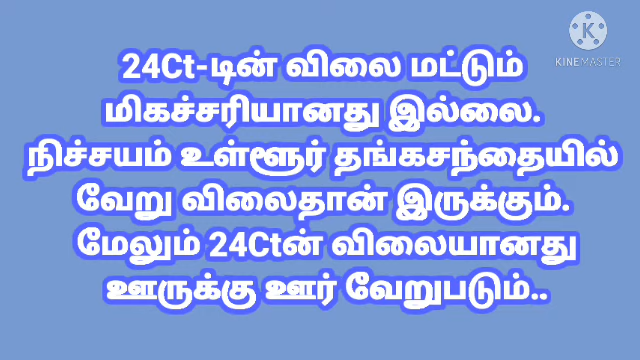 K
KINEMASTER
24Ct-டின் விலை மட்டும்
மிகச்சரியானது இல்லை.
நிச்சயம் உள்ளூர் தங்கசந்தையில்
வேறு விலைதான் இருக்கும்.
மேலும் 24Ctன் விலையானது
ஊருக்கு ஊர் வேறுபடும்..